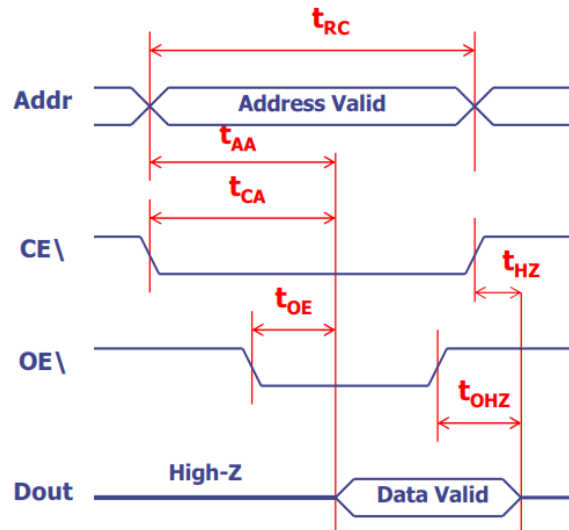 tRC
Addr
Address Valid
tAA
tCA
CE\
tHZ
tOE
OE\
tOHZ
High-Z
Dout
Data Valid